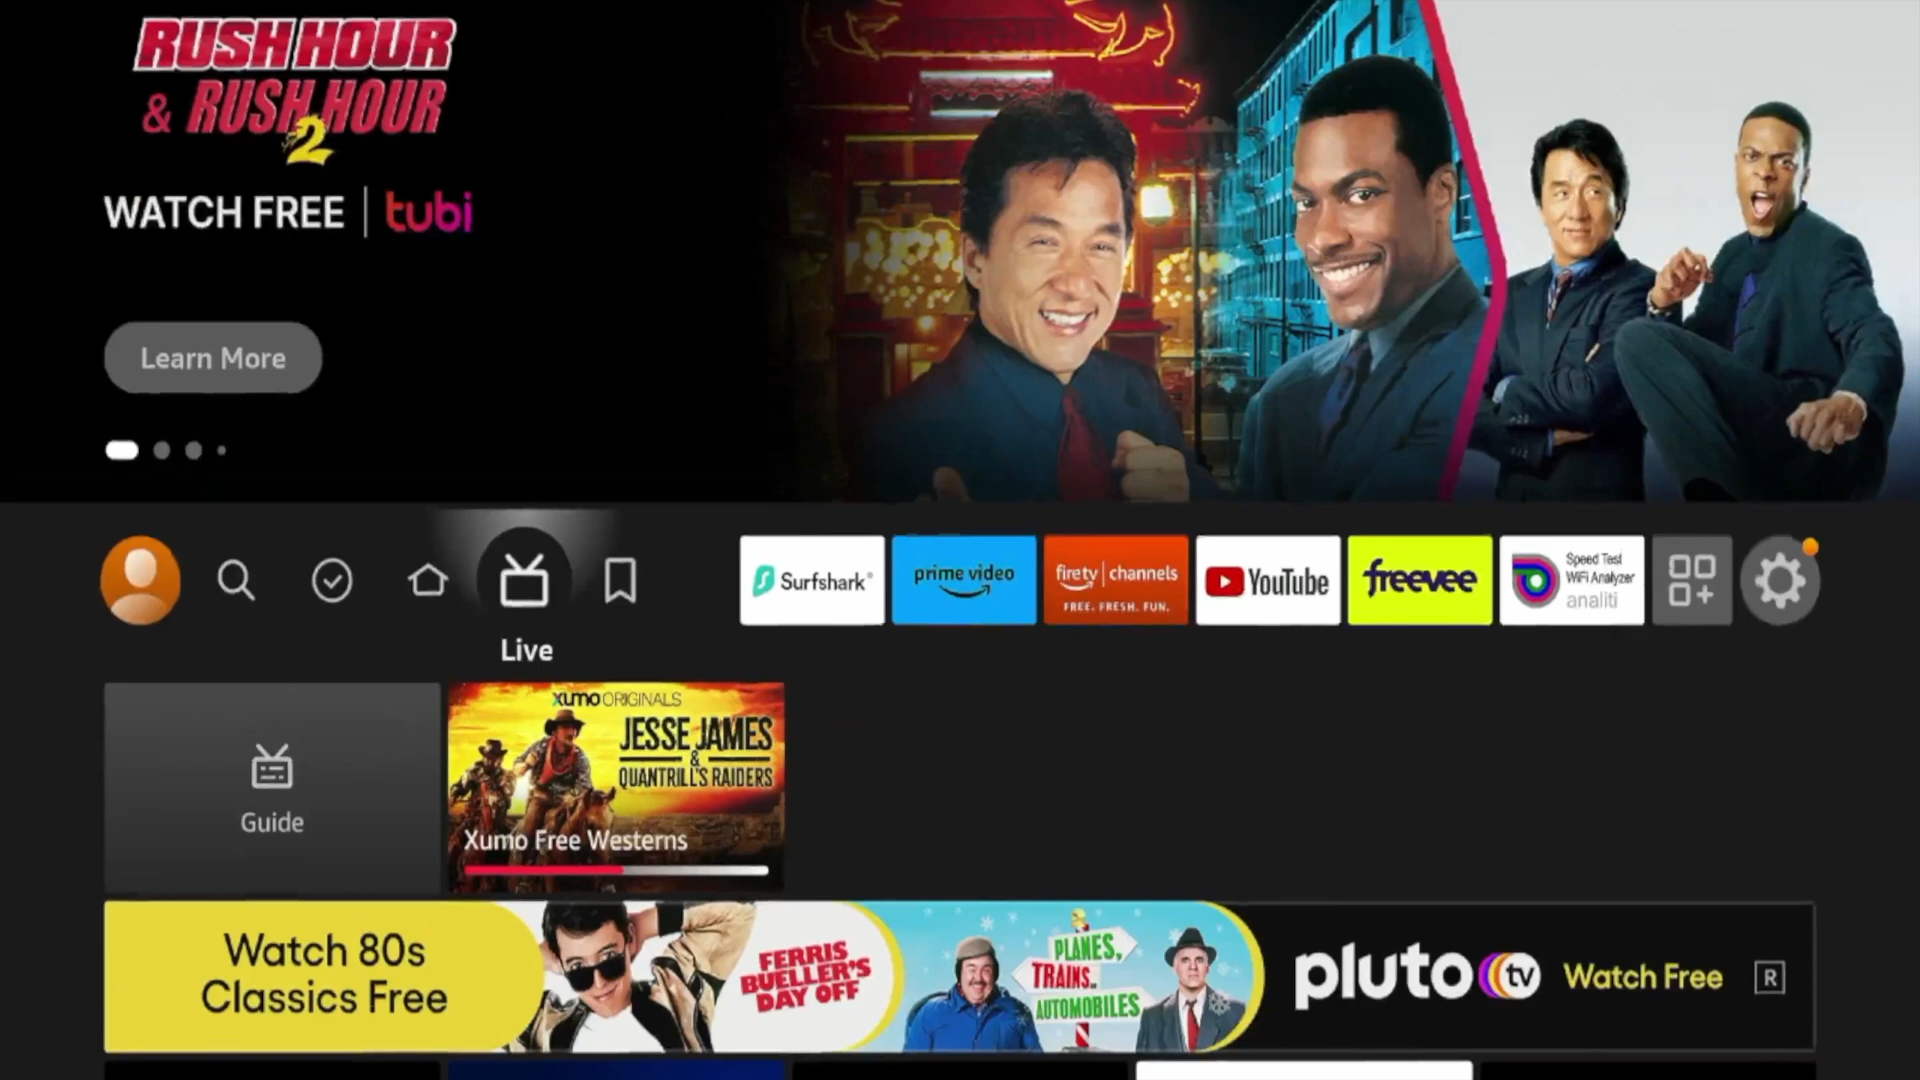 RUSH HOUR
& RUSH HOUR
2
WATCH FREE | tubi
Learn More
Surfshark®
prime video
firetv | channels
FREE. FRESH. FUN.
YouTube
freevee
Speed Test
WiFi Analyzer
analiti
Live
Guide
xumo ORIGINALS
JESSE JAMES
&
QUANTRILL'S RAIDERS
Xumo Free Westerns
Watch 80s
Classics Free
FERRIS
BUELLER'S
DAY OFF
PLANES,
TRAINS
AUTOMOBILES
pluto tv
Watch Free
R